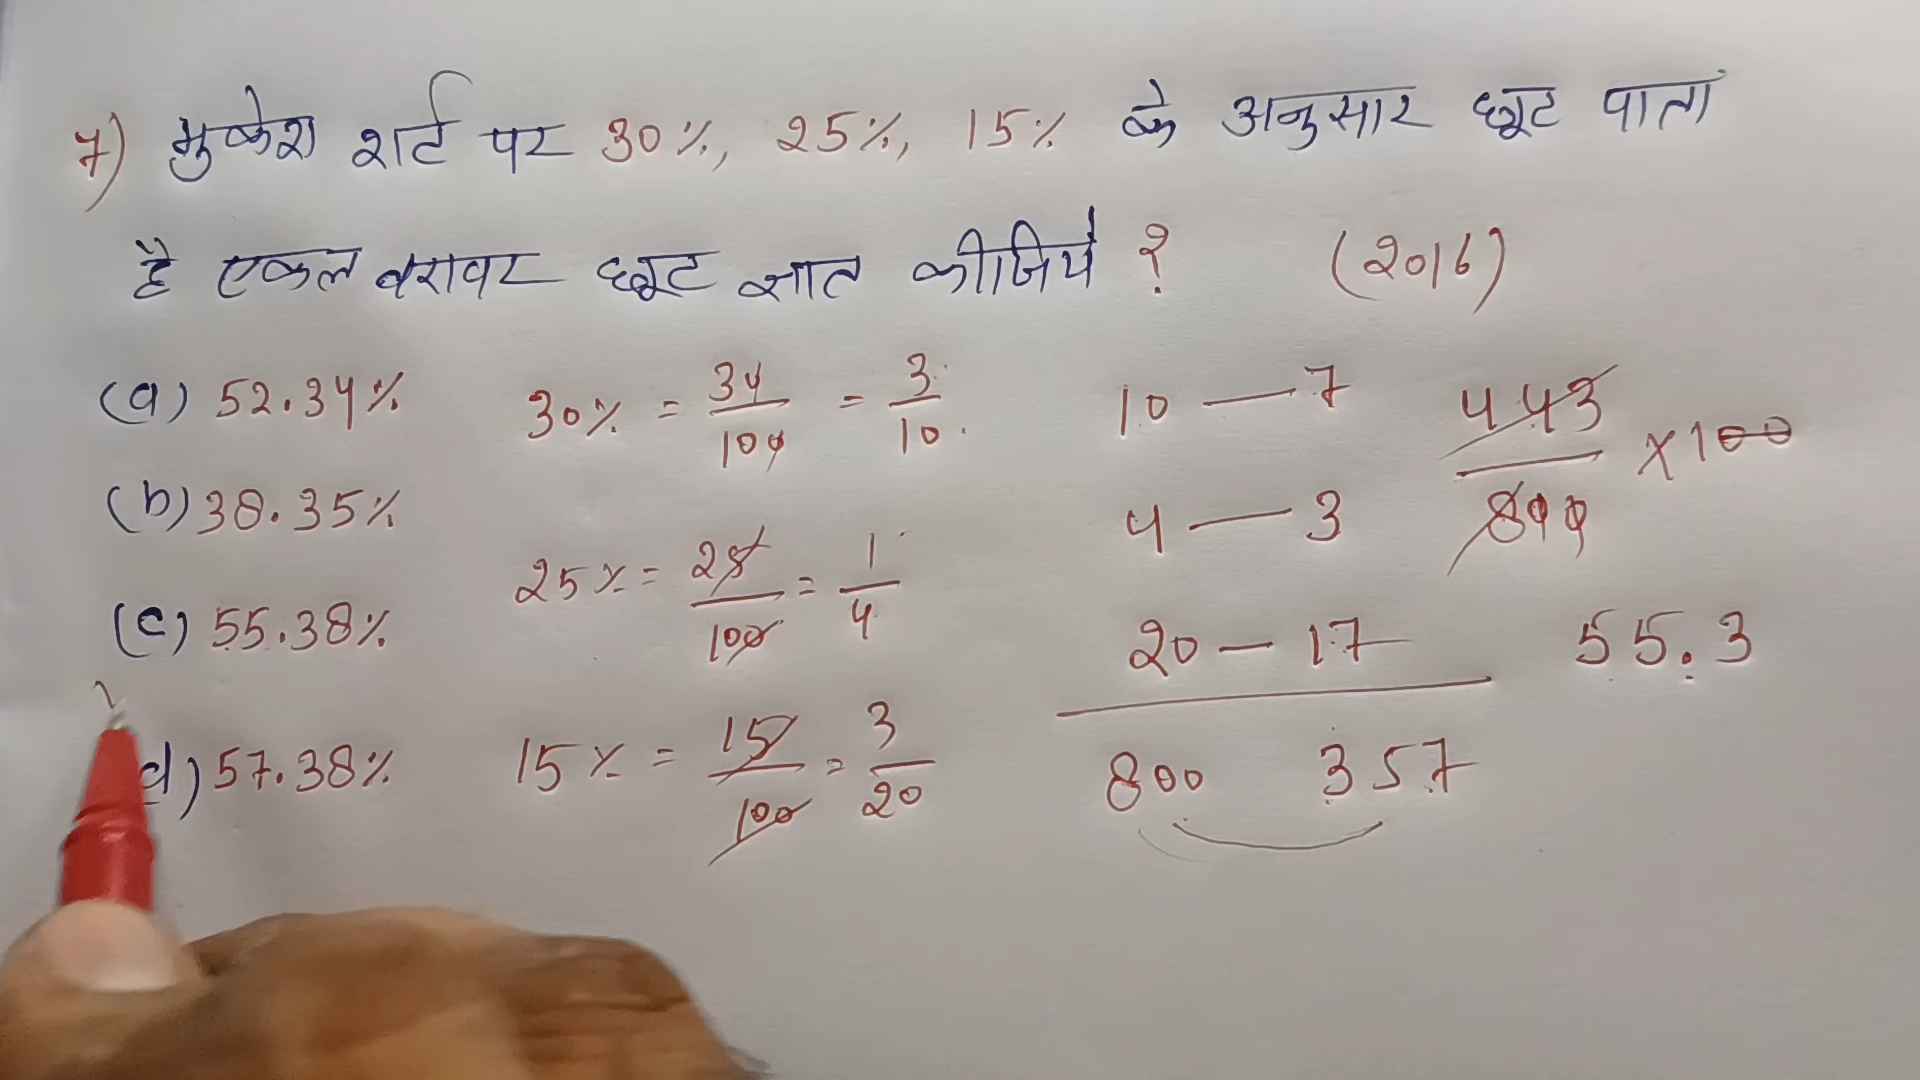 7) मुकेश शर्ट पर 30%, 25%, 15% के अनुसार छूट पाता
है एकल बराबर छूट ज्ञात कीजिये ? (2016)
(a) 52.34%
(b) 38.35%
(c) 55.38%
(d) 57.38%
30% = 30/100 = 3/10
25% = 25/100 = 1/4
15% = 15/100 = 3/20
10 — 7
4 — 3
20 — 17
800 357
443/800 × 100
55.3